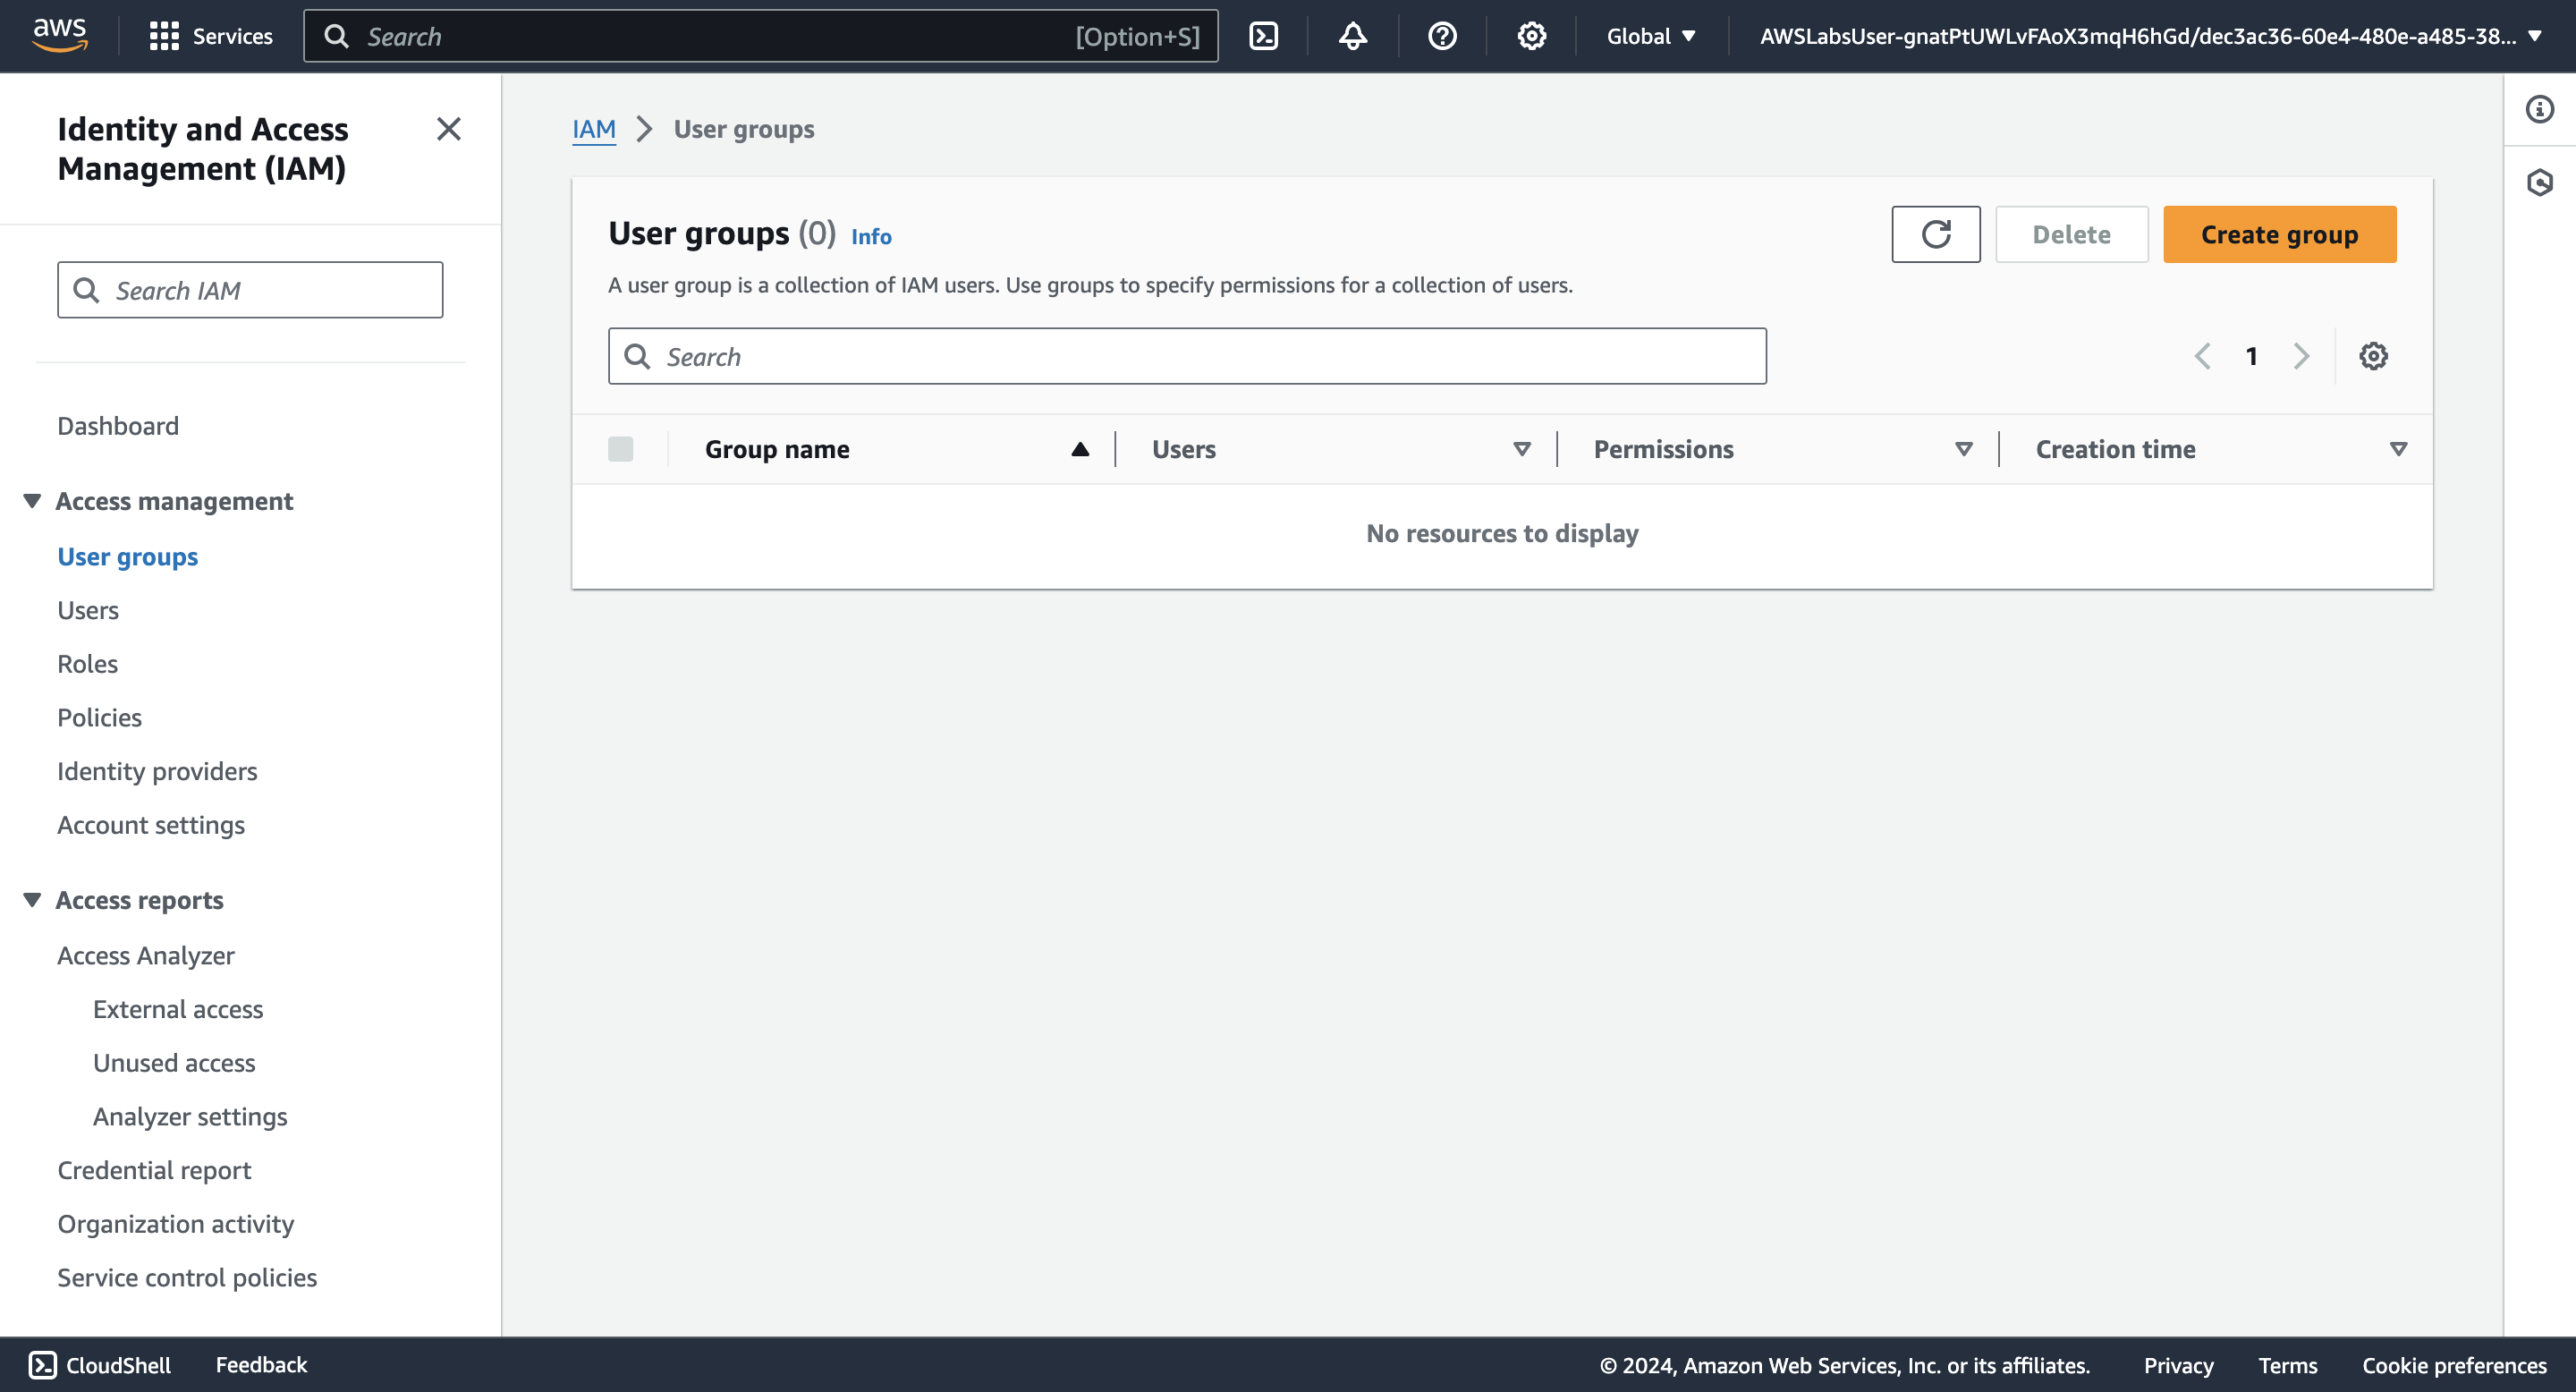 aws
Services
Search
[Option+S]
Global
AWSLabsUser-gnatPtUWLvFAoX3mqH6hGd/dec3ac36-60e4-480e-a485-38...
Identity and Access
Management (IAM)
Search IAM
Dashboard
Access management
User groups
Users
Roles
Policies
Identity providers
Account settings
Access reports
Access Analyzer
External access
Unused access
Analyzer settings
Credential report
Organization activity
Service control policies
IAM
User groups
User groups (0) Info
Delete
Create group
A user group is a collection of IAM users. Use groups to specify permissions for a collection of users.
Search
1
Group name
Users
Permissions
Creation time
No resources to display
CloudShell
Feedback
© 2024, Amazon Web Services, Inc. or its affiliates.
Privacy
Terms
Cookie preferences